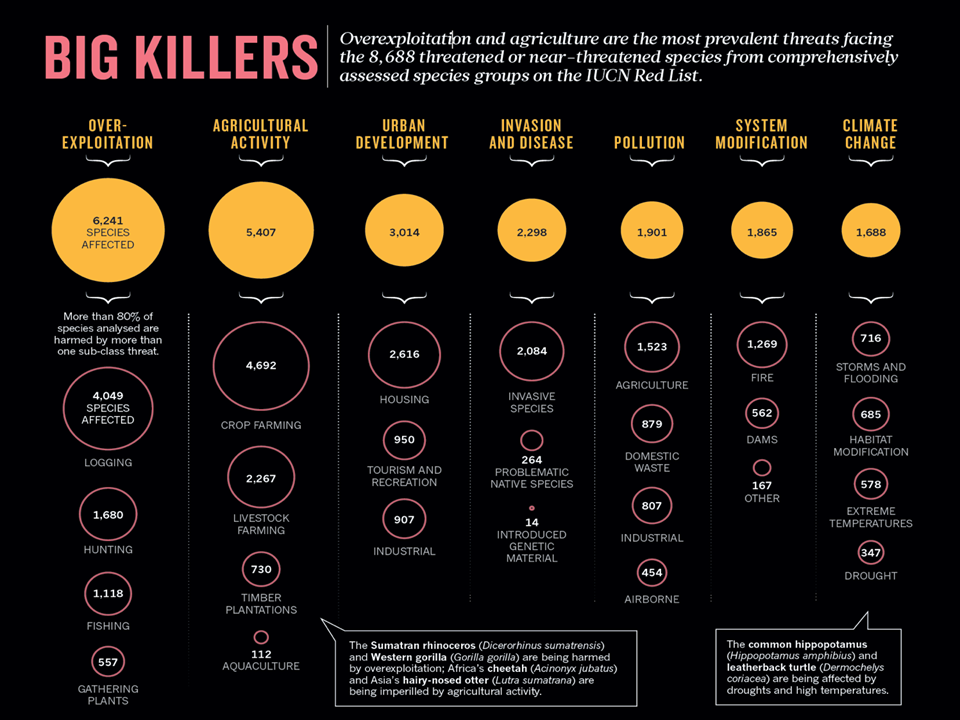 BIG KILLERS
Overexploitation and agriculture are the most prevalent threats facing
the 8,688 threatened or near-threatened species from comprehensively
assessed species groups on the IUCN Red List.
OVER-
EXPLOITATION
6,241
SPECIES
AFFECTED
More than 80% of
species analysed are
harmed by more than
one sub-class threat.
4,049
SPECIES
AFFECTED
LOGGING
1,680
HUNTING
1,118
FISHING
557
GATHERING
PLANTS
AGRICULTURAL
ACTIVITY
5,407
4,692
CROP FARMING
2,267
LIVESTOCK
FARMING
730
TIMBER
PLANTATIONS
112
AQUACULTURE
URBAN
DEVELOPMENT
3,014
2,616
HOUSING
950
TOURISM AND
RECREATION
907
INDUSTRIAL
INVASION
AND DISEASE
2,298
2,084
INVASIVE
SPECIES
264
PROBLEMATIC
NATIVE SPECIES
14
INTRODUCED
GENETIC
MATERIAL
POLLUTION
1,901
1,523
AGRICULTURE
879
DOMESTIC
WASTE
807
INDUSTRIAL
454
AIRBORNE
SYSTEM
MODIFICATION
1,865
1,269
FIRE
562
DAMS
167
OTHER
CLIMATE
CHANGE
1,688
716
STORMS AND
FLOODING
685
HABITAT
MODIFICATION
578
EXTREME
TEMPERATURES
347
DROUGHT
The Sumatran rhinoceros (Dicerorhinus sumatrensis)
and Western gorilla (Gorilla gorilla) are being harmed
by overexploitation; Africa's cheetah (Acinonyx jubatus)
and Asia's hairy-nosed otter (Lutra sumatrana) are
being imperilled by agricultural activity.
The common hippopotamus
(Hippopotamus amphibius) and
leatherback turtle (Dermochelys
coriacea) are being affected by
droughts and high temperatures.